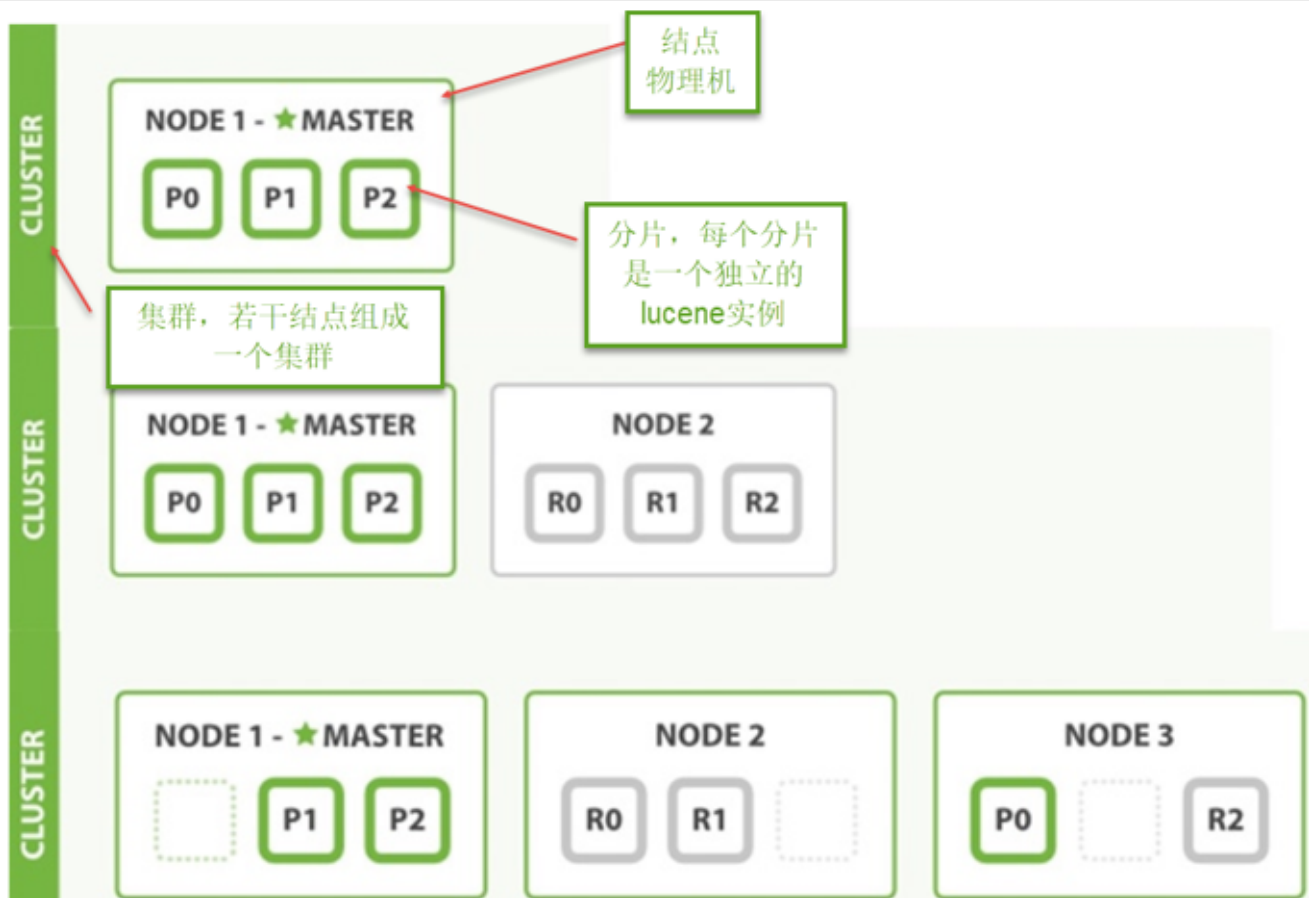 结点
物理机
CLUSTER
NODE 1 - ★ MASTER
P0 P1 P2
分片，每个分片
是一个独立的
lucene实例
集群，若干结点组成
一个集群
CLUSTER
NODE 1 - ★ MASTER
P0 P1 P2
NODE 2
R0 R1 R2
CLUSTER
NODE 1 - ★ MASTER
P1 P2
NODE 2
R0 R1
NODE 3
P0 R2